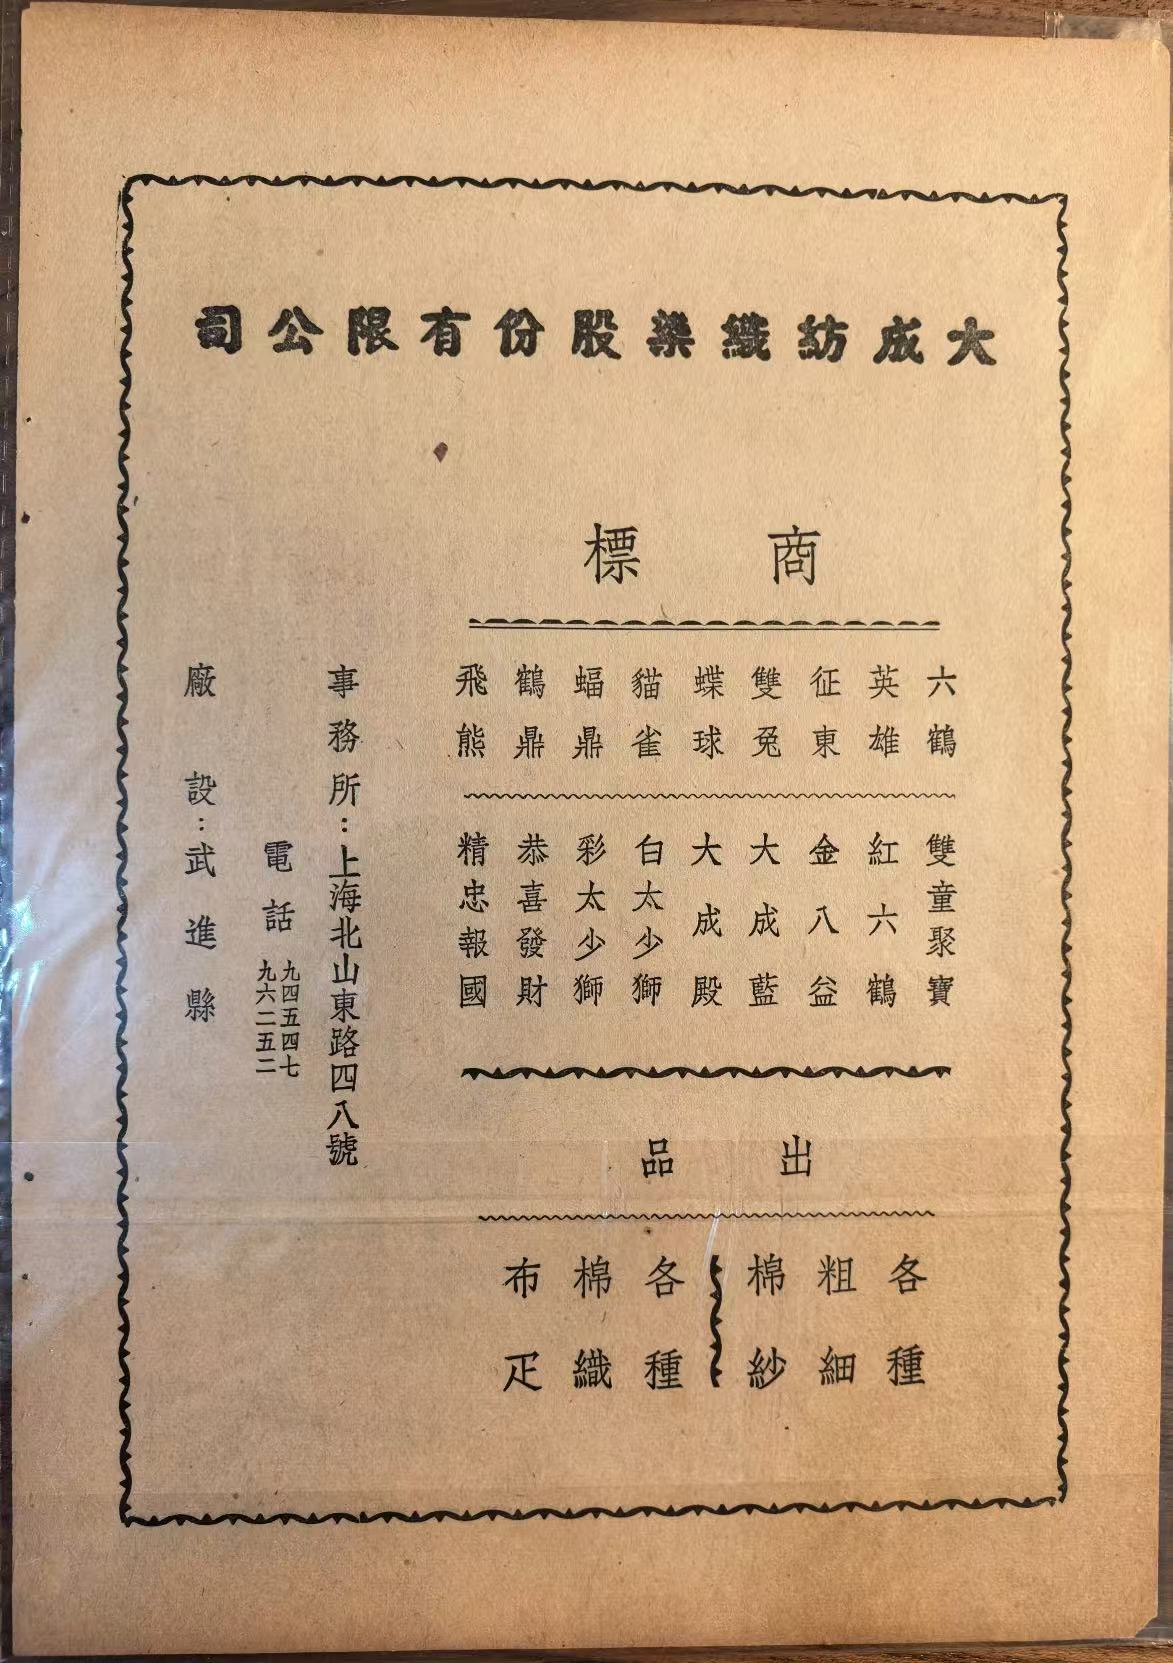 大成紡織染股份有限公司
商標
六鶴
英雄
征東
雙兔
蝶球
貓雀
蝠鼎
鶴鼎
飛熊
雙童聚寶
紅六鶴
金八益
大成藍
大成殿
白太少獅
彩太少獅
恭喜發財
精忠報國
出品
各種
粗細
棉紗
各種
棉織
布疋
事務所：上海北山東路四八號
電話
九四五四七
九六二五二
廠設：武進縣